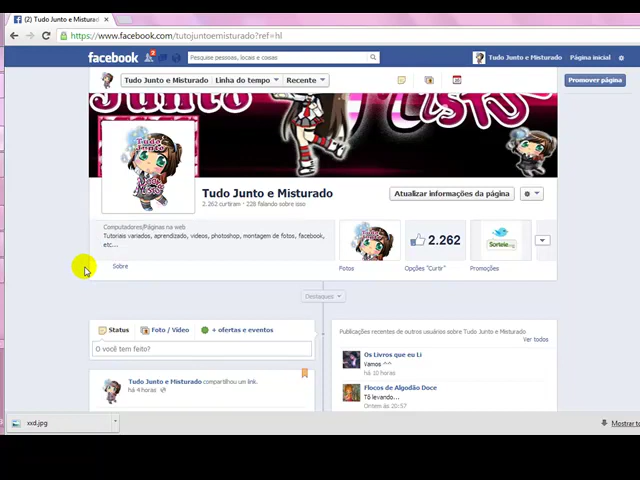 Tudo Junto e Misturad
https://www.facebook.com/tutojuntoemisturado?ref=hl
facebook
2
Pesquise pessoas, locais e coisas
Tudo Junto e Misturado
Página inicial
Tudo Junto e Misturado
Linha do tempo
Recente
Promover página
Junto
Misto
Tudo Junto e Misturado
2.262 curtiram · 228 falando sobre isso
Atualizar informações da página
Computadores/Páginas na web
Tutoriais variados, aprendizado, videos, photoshop, montagem de fotos, facebook,
etc...
2.262
Sorteie
Sobre
Fotos
Opções "Curtir"
Promoções
Destaques
Status
Foto / Vídeo
+ ofertas e eventos
O você tem feito?
Publicações recentes de outros usuários sobre Tudo Junto e Misturado
Ver todos
Os Livros que eu Li
Vamos ^^
há 10 horas
Tudo Junto e Misturado compartilhou um link.
há 4 horas
Flocos de Algodão Doce
Tô levando...
Ontem às 20:57
xxd.jpg
Mostrar to